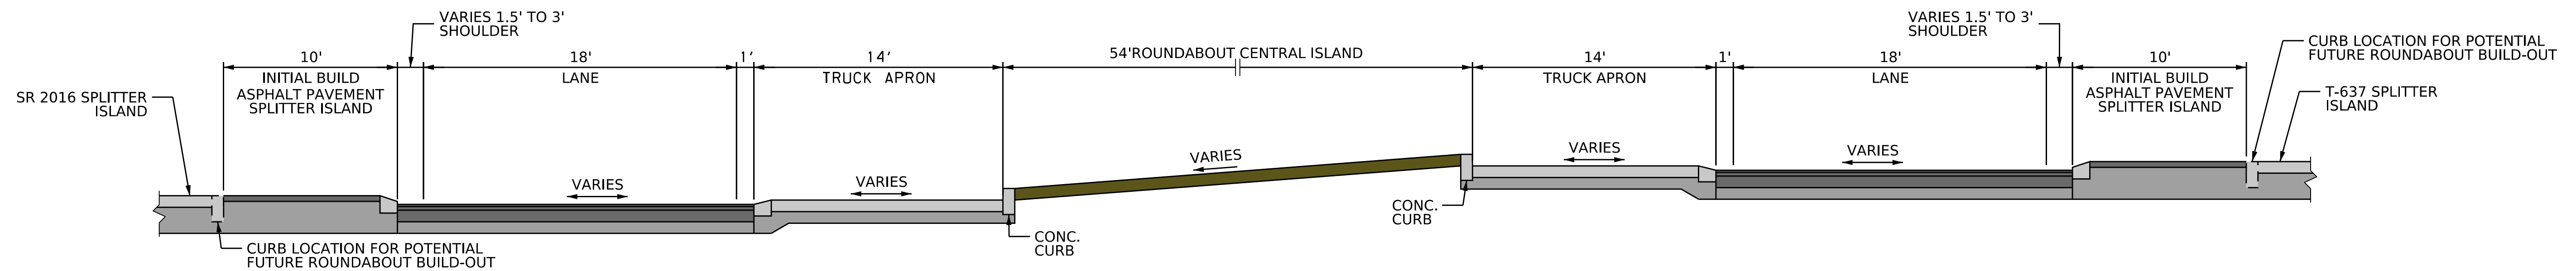 VARIES 1.5' TO 3'
SHOULDER
VARIES 1.5' TO 3'
SHOULDER
10'
18'
1'
14'
54'ROUNDABOUT CENTRAL ISLAND
14'
1'
18'
10'
CURB LOCATION FOR POTENTIAL
FUTURE ROUNDABOUT BUILD-OUT
INITIAL BUILD
ASPHALT PAVEMENT
SPLITTER ISLAND
LANE
TRUCK APRON
TRUCK APRON
LANE
INITIAL BUILD
ASPHALT PAVEMENT
SPLITTER ISLAND
SR 2016 SPLITTER
ISLAND
T-637 SPLITTER
ISLAND
VARIES
VARIES
VARIES
VARIES
VARIES
CONC.
CURB
CONC.
CURB
CURB LOCATION FOR POTENTIAL
FUTURE ROUNDABOUT BUILD-OUT